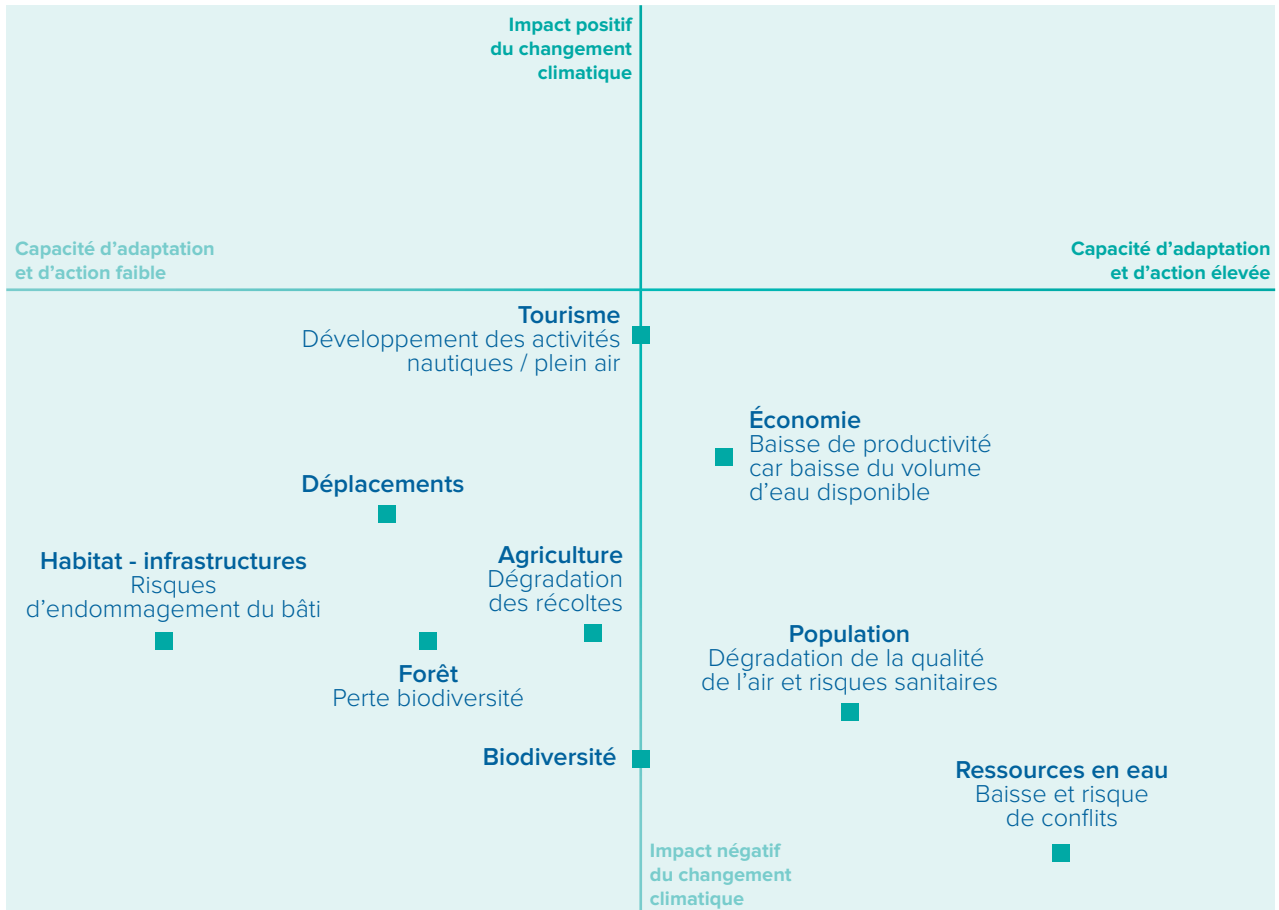 Impact positif
du changement
climatique
Capacité d’adaptation
et d’action faible
Capacité d’adaptation
et d’action élevée
Tourisme
Développement des activités
nautiques / plein air
Économie
Baisse de productivité
car baisse du volume
d’eau disponible
Déplacements
Habitat - infrastructures
Risques
d’endommagement du bâti
Agriculture
Dégradation
des récoltes
Forêt
Perte biodiversité
Population
Dégradation de la qualité
de l’air et risques sanitaires
Biodiversité
Ressources en eau
Baisse et risque
de conflits
Impact négatif
du changement
climatique